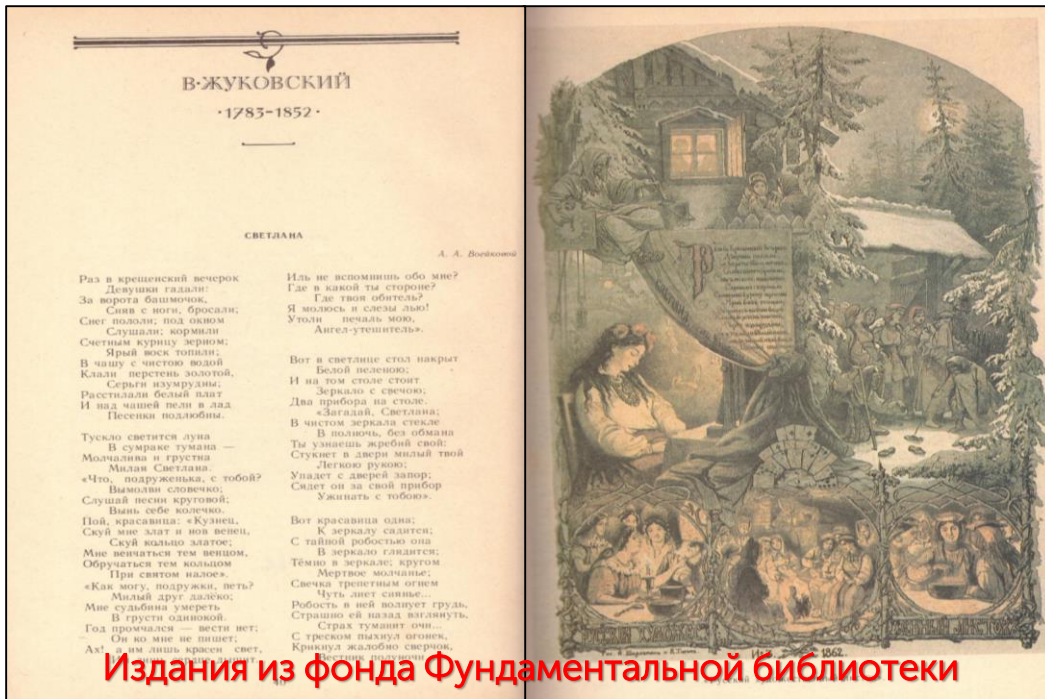 В·ЖУКОВСКИЙ
·1783–1852·
СВЕТЛАНА
А. А. Воейковой
Раз в крещенский вечерок
Девушки гадали:
За ворота башмочок,
Сняв с ноги, бросали;
Снег пололи; под окном
Слушали; кормили
Счетным курицу зерном;
Ярый воск топили;
В чашу с чистою водой
Клали перстень золотой,
Серьги изумрудны;
Расстилали белый плат
И над чашей пели в лад
Песенки подлюбны.
Тускло светится луна
В сумраке тумана —
Молчалива и грустна
Милая Светлана.
«Что, подруженька, с тобой?
Вымолви словечко;
Слушай песни круговой;
Вынь себе колечко.
Пой, красавица: «Кузнец,
Скуй мне злат и нов венец,
Скуй кольцо златое;
Мне венчаться тем венцом,
Обручаться тем кольцом
При святом налое».
«Как могу, подружки, петь?
Милый друг далёко;
Мне судьбина умереть
В грусти одинокой.
Год промчался — вести нет;
Он ко мне не пишет;
Ах! а им лишь красен свет,
Иль не вспомнишь обо мне?
Где в какой ты стороне?
Где твоя обитель?
Я молюсь и слезы лью!
Утоли печаль мою,
Ангел-утешитель».
Вот в светлице стол накрыт
Белой пеленою;
И на том столе стоит
Зеркало с свечою;
Два прибора на столе.
«Загадай, Светлана;
В чистом зеркала стекле
В полночь, без обмана
Ты узнаешь жребий свой:
Стукнет в двери милый твой
Легкою рукою;
Упадет с дверей запор;
Сядет он за свой прибор
Ужинать с тобою».
Вот красавица одна;
К зеркалу садится;
С тайной робостью она
В зеркало глядится;
Тёмно в зеркале; кругом
Мертвое молчанье;
Свечка трепетным огнем
Чуть лиет сиянье...
Робость в ней волнует грудь,
Страшно ей назад взглянуть,
Страх туманит очи...
С треском пыхнул огонек,
Крикнул жалобно сверчок,
Вестник полуночи.
1862.
Издания из фонда Фундаментальной библиотеки